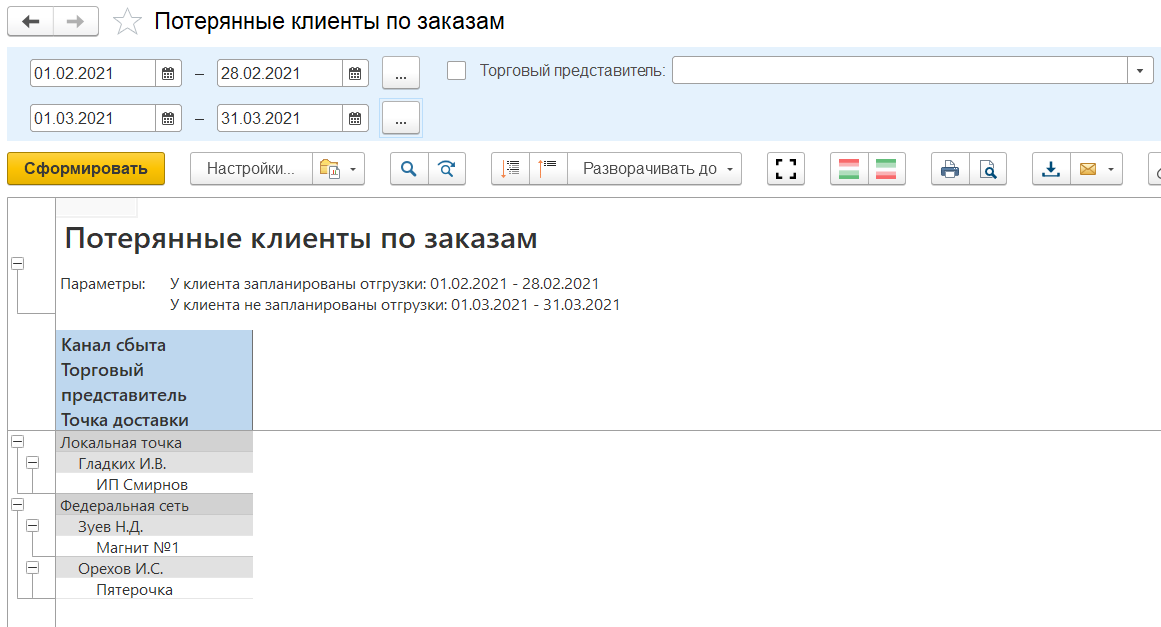 Потерянные клиенты по заказам
01.02.2021 – 28.02.2021 ... Торговый представитель:
01.03.2021 – 31.03.2021 ...
Сформировать Настройки... Разворачивать до
Потерянные клиенты по заказам
Параметры: У клиента запланированы отгрузки: 01.02.2021 - 28.02.2021
У клиента не запланированы отгрузки: 01.03.2021 - 31.03.2021
Канал сбыта
Торговый
представитель
Точка доставки
Локальная точка
Гладких И.В.
ИП Смирнов
Федеральная сеть
Зуев Н.Д.
Магнит №1
Орехов И.С.
Пятерочка